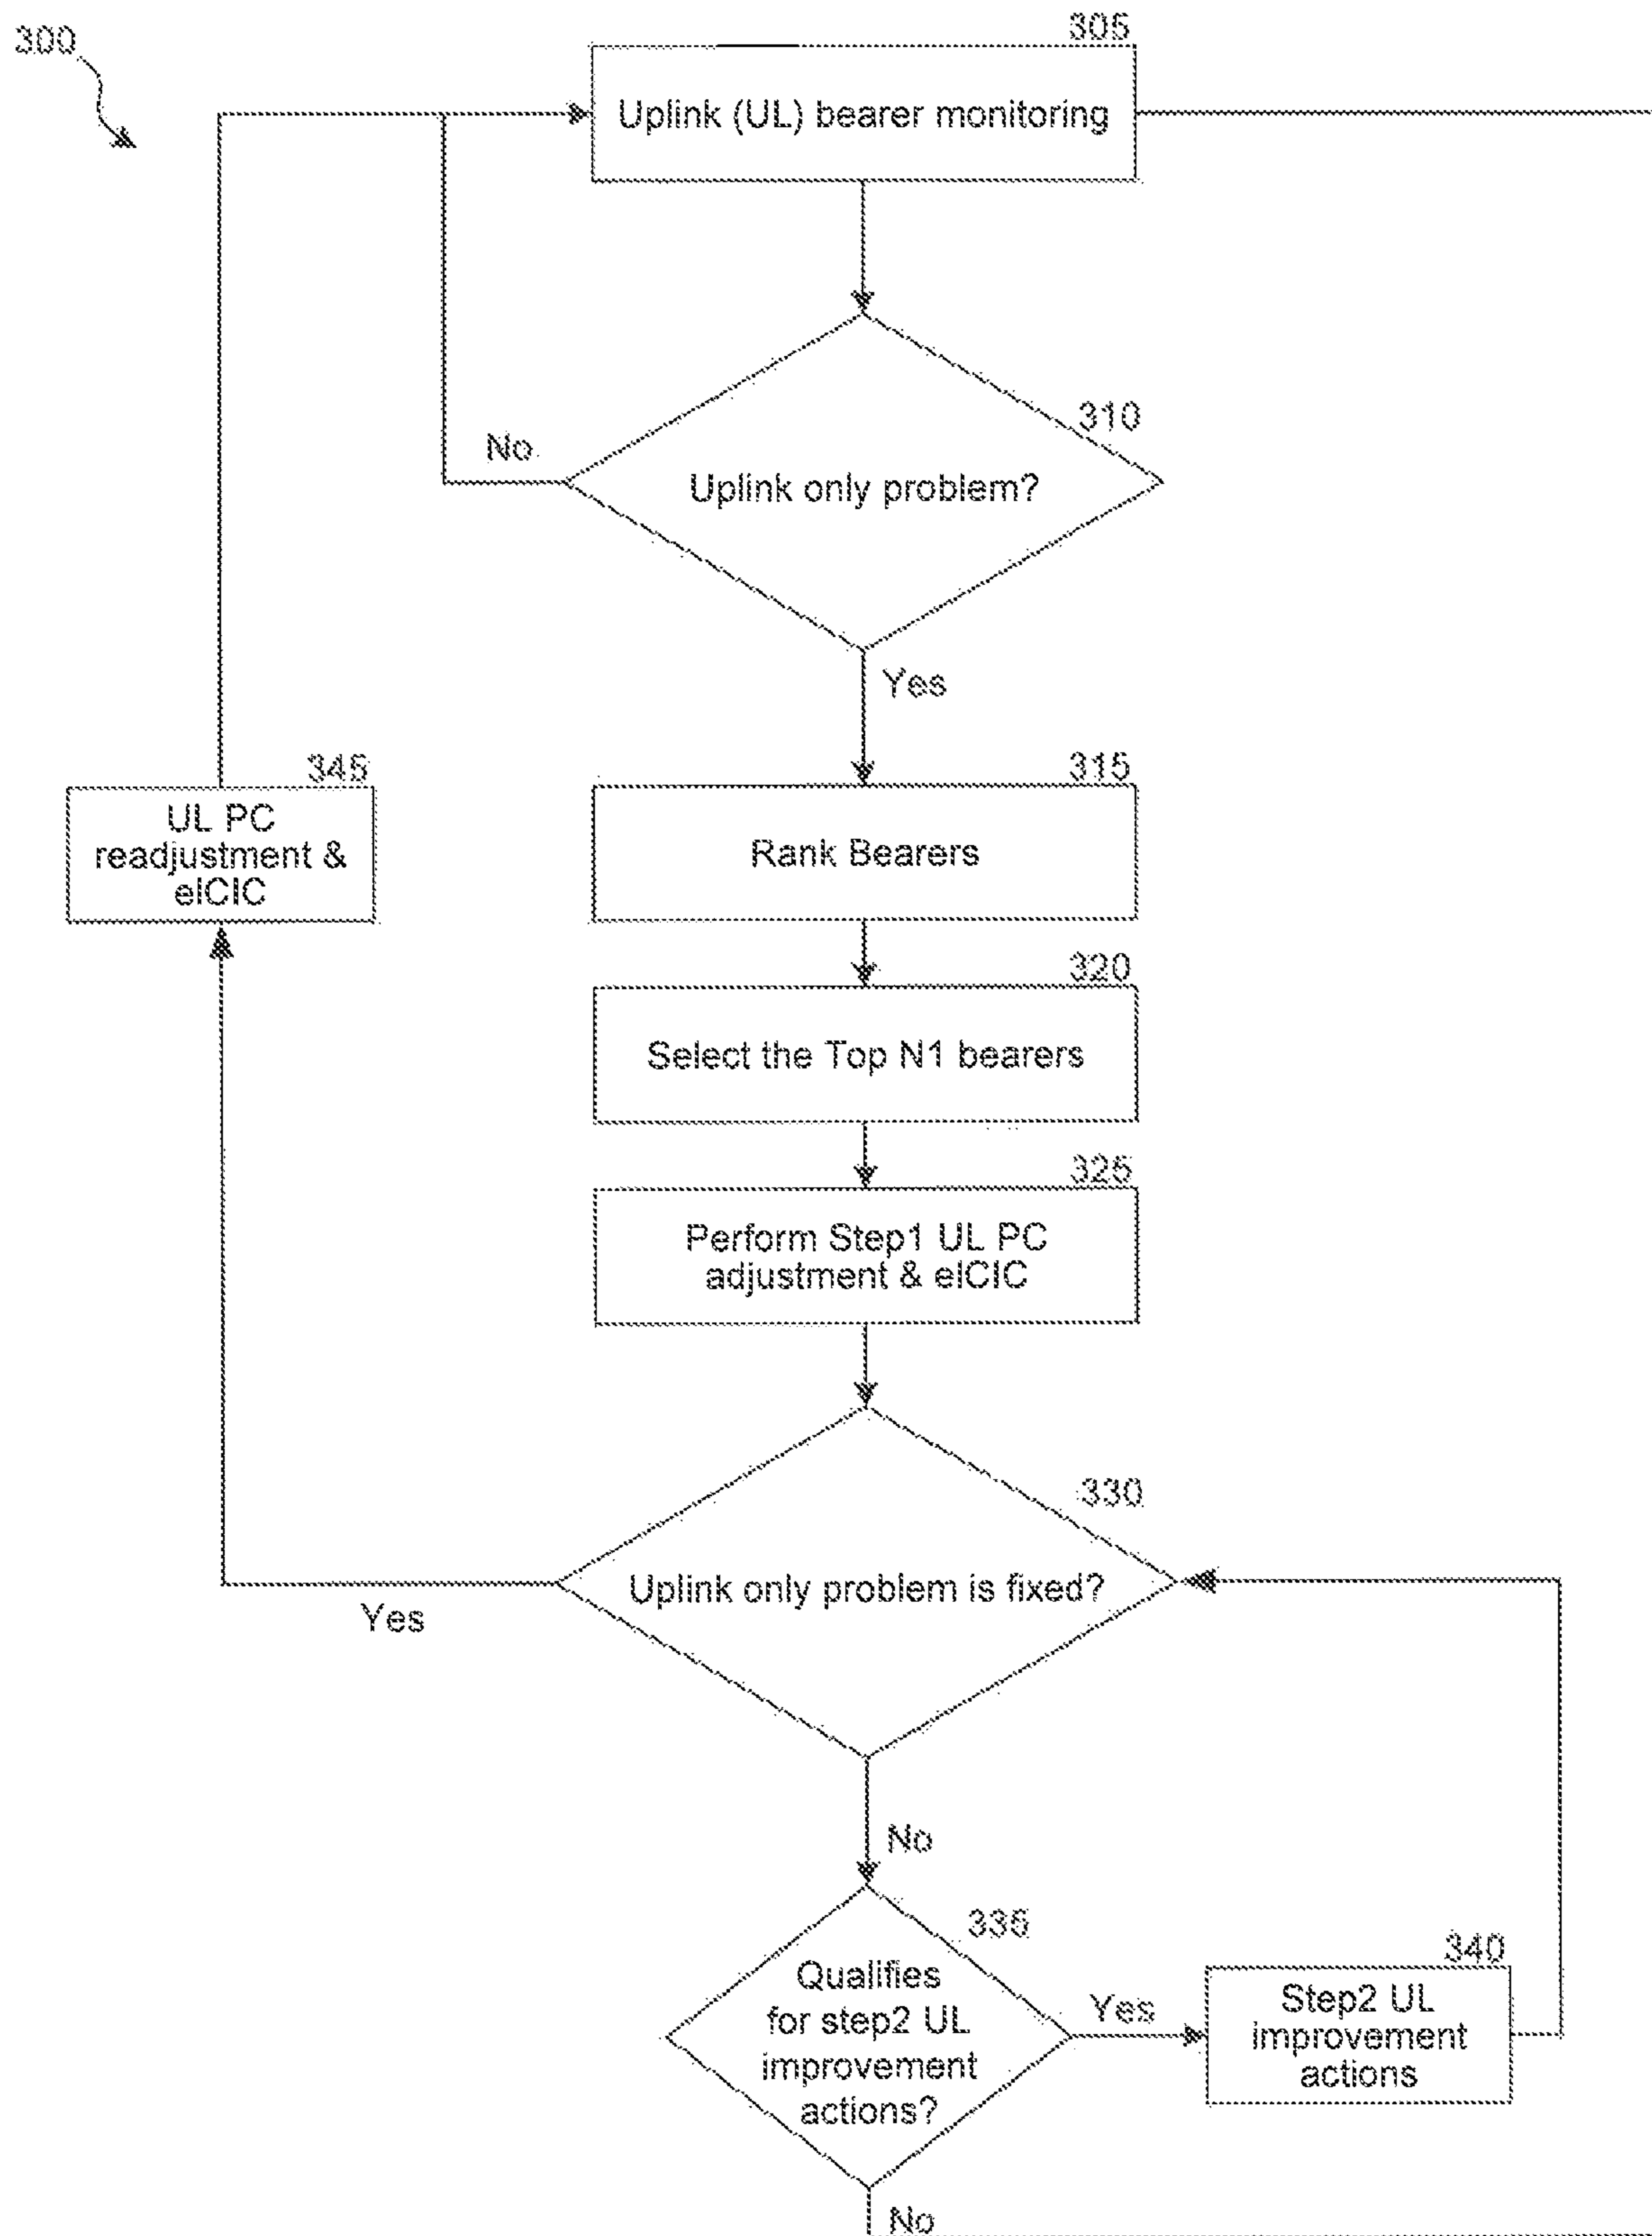 300
305
Uplink (UL) bearer monitoring
310
No
Uplink only problem?
Yes
345
UL PC
readjustment &
eICIC
315
Rank Bearers
320
Select the Top N1 bearers
325
Perform Step1 UL PC
adjustment & eICIC
330
Uplink only problem is fixed?
Yes
No
335
Qualifies
for step2 UL
improvement
actions?
Yes
340
Step2 UL
improvement
actions
No